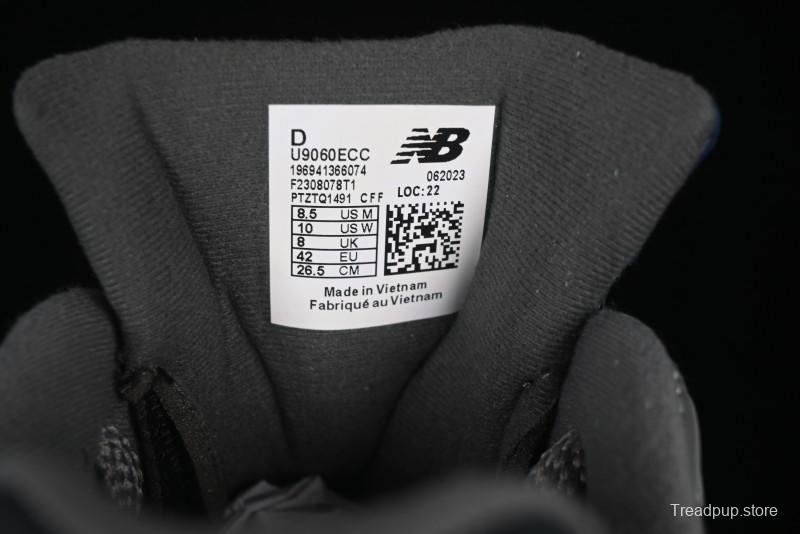 D
U9060ECC
NB
196941366074
062023
F2308078T1
LOC: 22
PTZTQ1491 CFF
8.5 US M
10 US W
8 UK
42 EU
26.5 CM
Made in Vietnam
Fabriqué au Vietnam
Treadpup.store